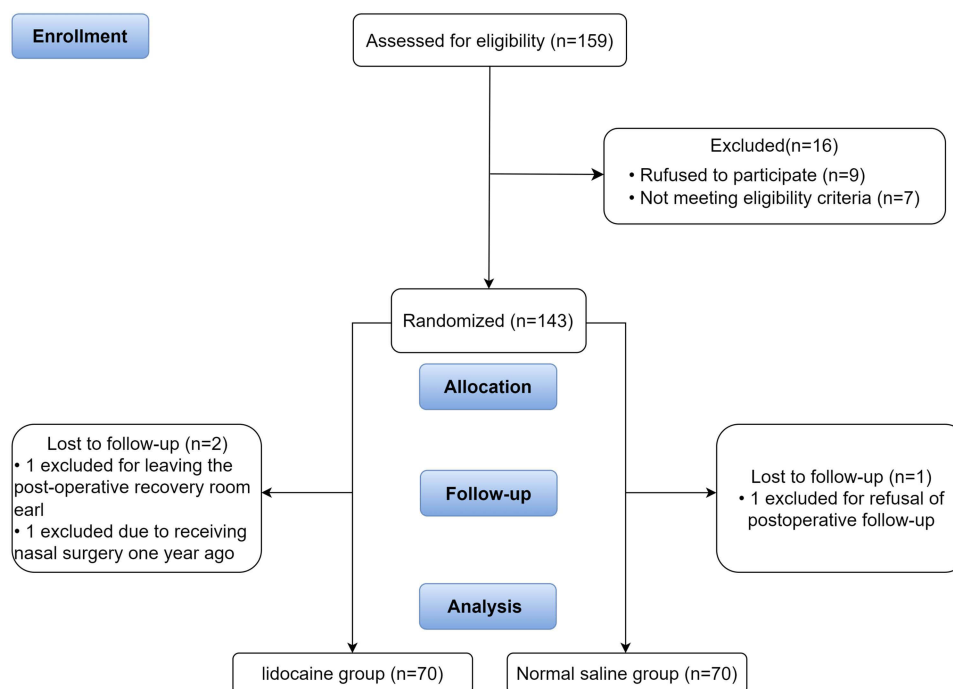 Enrollment
Assessed for eligibility (n=159)
Excluded(n=16)
• Rufused to participate (n=9)
• Not meeting eligibility criteria (n=7)
Randomized (n=143)
Allocation
Lost to follow-up (n=2)
• 1 excluded for leaving the
post-operative recovery room
earl
• 1 excluded due to receiving
nasal surgery one year ago
Follow-up
Lost to follow-up (n=1)
• 1 excluded for refusal of
postoperative follow-up
Analysis
lidocaine group (n=70)
Normal saline group (n=70)